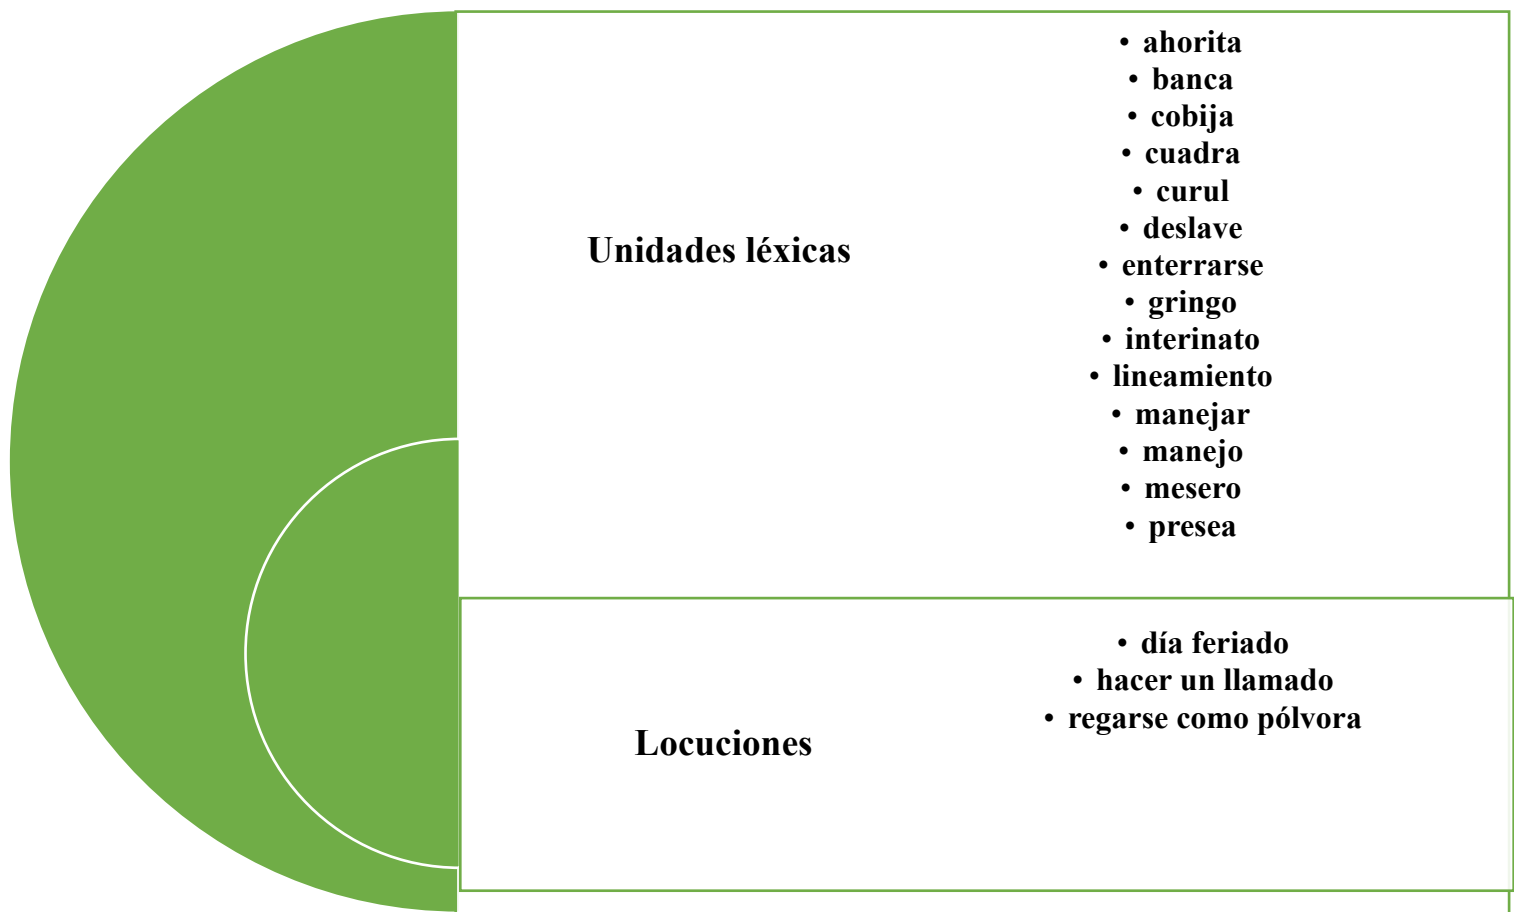 Unidades léxicas
• ahorita
• banca
• cobija
• cuadra
• curul
• deslave
• enterrarse
• gringo
• interinato
• lineamiento
• manejar
• manejo
• mesero
• presea
Locuciones
• día feriado
• hacer un llamado
• regarse como pólvora